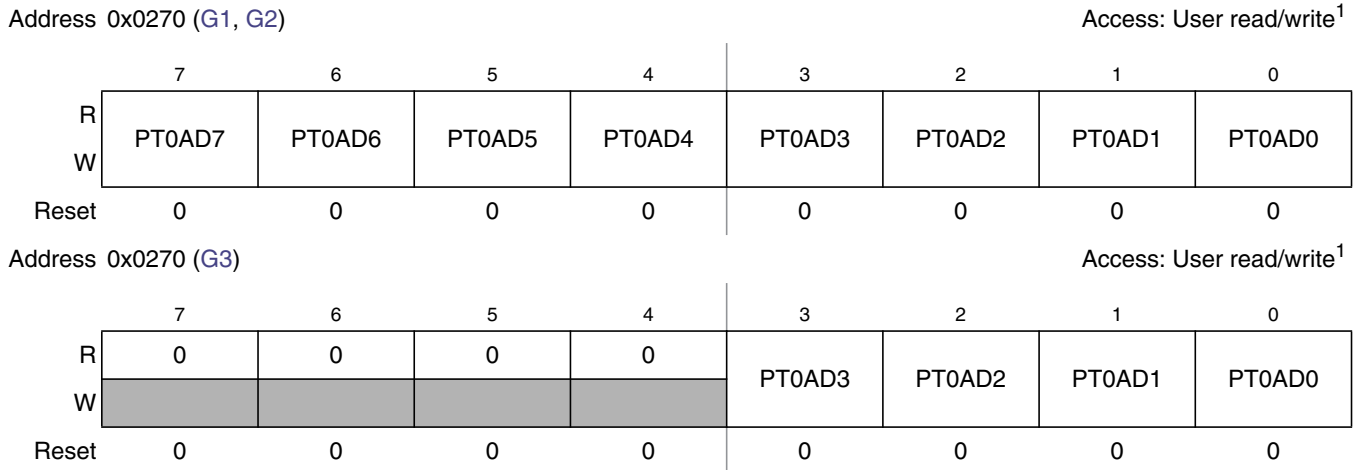 Address 0x0270 (G1, G2) Access: User read/write1
7 6 5 4 3 2 1 0
R
PT0AD7 PT0AD6 PT0AD5 PT0AD4 PT0AD3 PT0AD2 PT0AD1 PT0AD0
W
Reset 0 0 0 0 0 0 0 0
Address 0x0270 (G3) Access: User read/write1
7 6 5 4 3 2 1 0
R 0 0 0 0
PT0AD3 PT0AD2 PT0AD1 PT0AD0
W
Reset 0 0 0 0 0 0 0 0